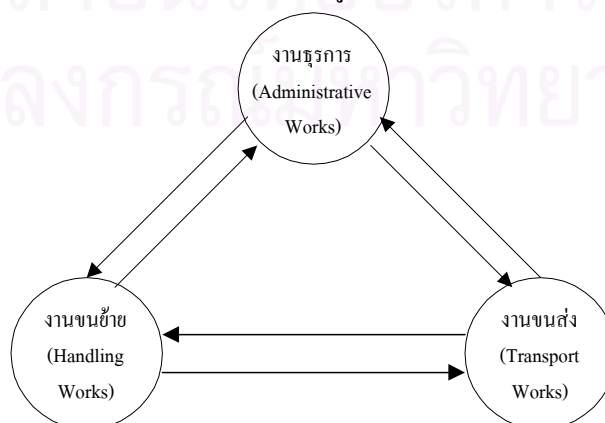 งานธุรการ
(Administrative
Works)
งานขนย้าย
(Handling
Works)
งานขนส่ง
(Transport
Works)